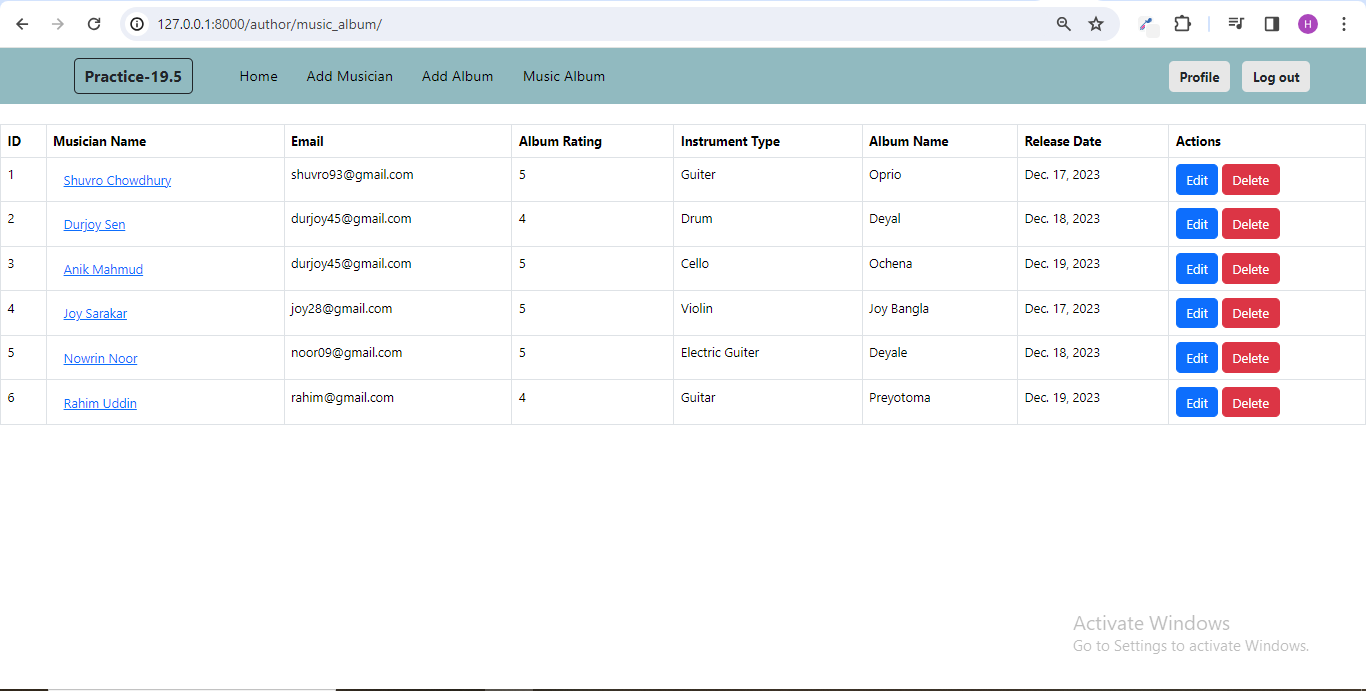 127.0.0.1:8000/author/music_album/
H
Practice-19.5 Home Add Musician Add Album Music Album Profile Log out
ID Musician Name Email Album Rating Instrument Type Album Name Release Date Actions
1 Shuvro Chowdhury shuvro93@gmail.com 5 Guiter Oprio Dec. 17, 2023 Edit Delete
2 Durjoy Sen durjoy45@gmail.com 4 Drum Deyal Dec. 18, 2023 Edit Delete
3 Anik Mahmud durjoy45@gmail.com 5 Cello Ochena Dec. 19, 2023 Edit Delete
4 Joy Sarakar joy28@gmail.com 5 Violin Joy Bangla Dec. 17, 2023 Edit Delete
5 Nowrin Noor noor09@gmail.com 5 Electric Guiter Deyale Dec. 18, 2023 Edit Delete
6 Rahim Uddin rahim@gmail.com 4 Guitar Preyotoma Dec. 19, 2023 Edit Delete
Activate Windows
Go to Settings to activate Windows.